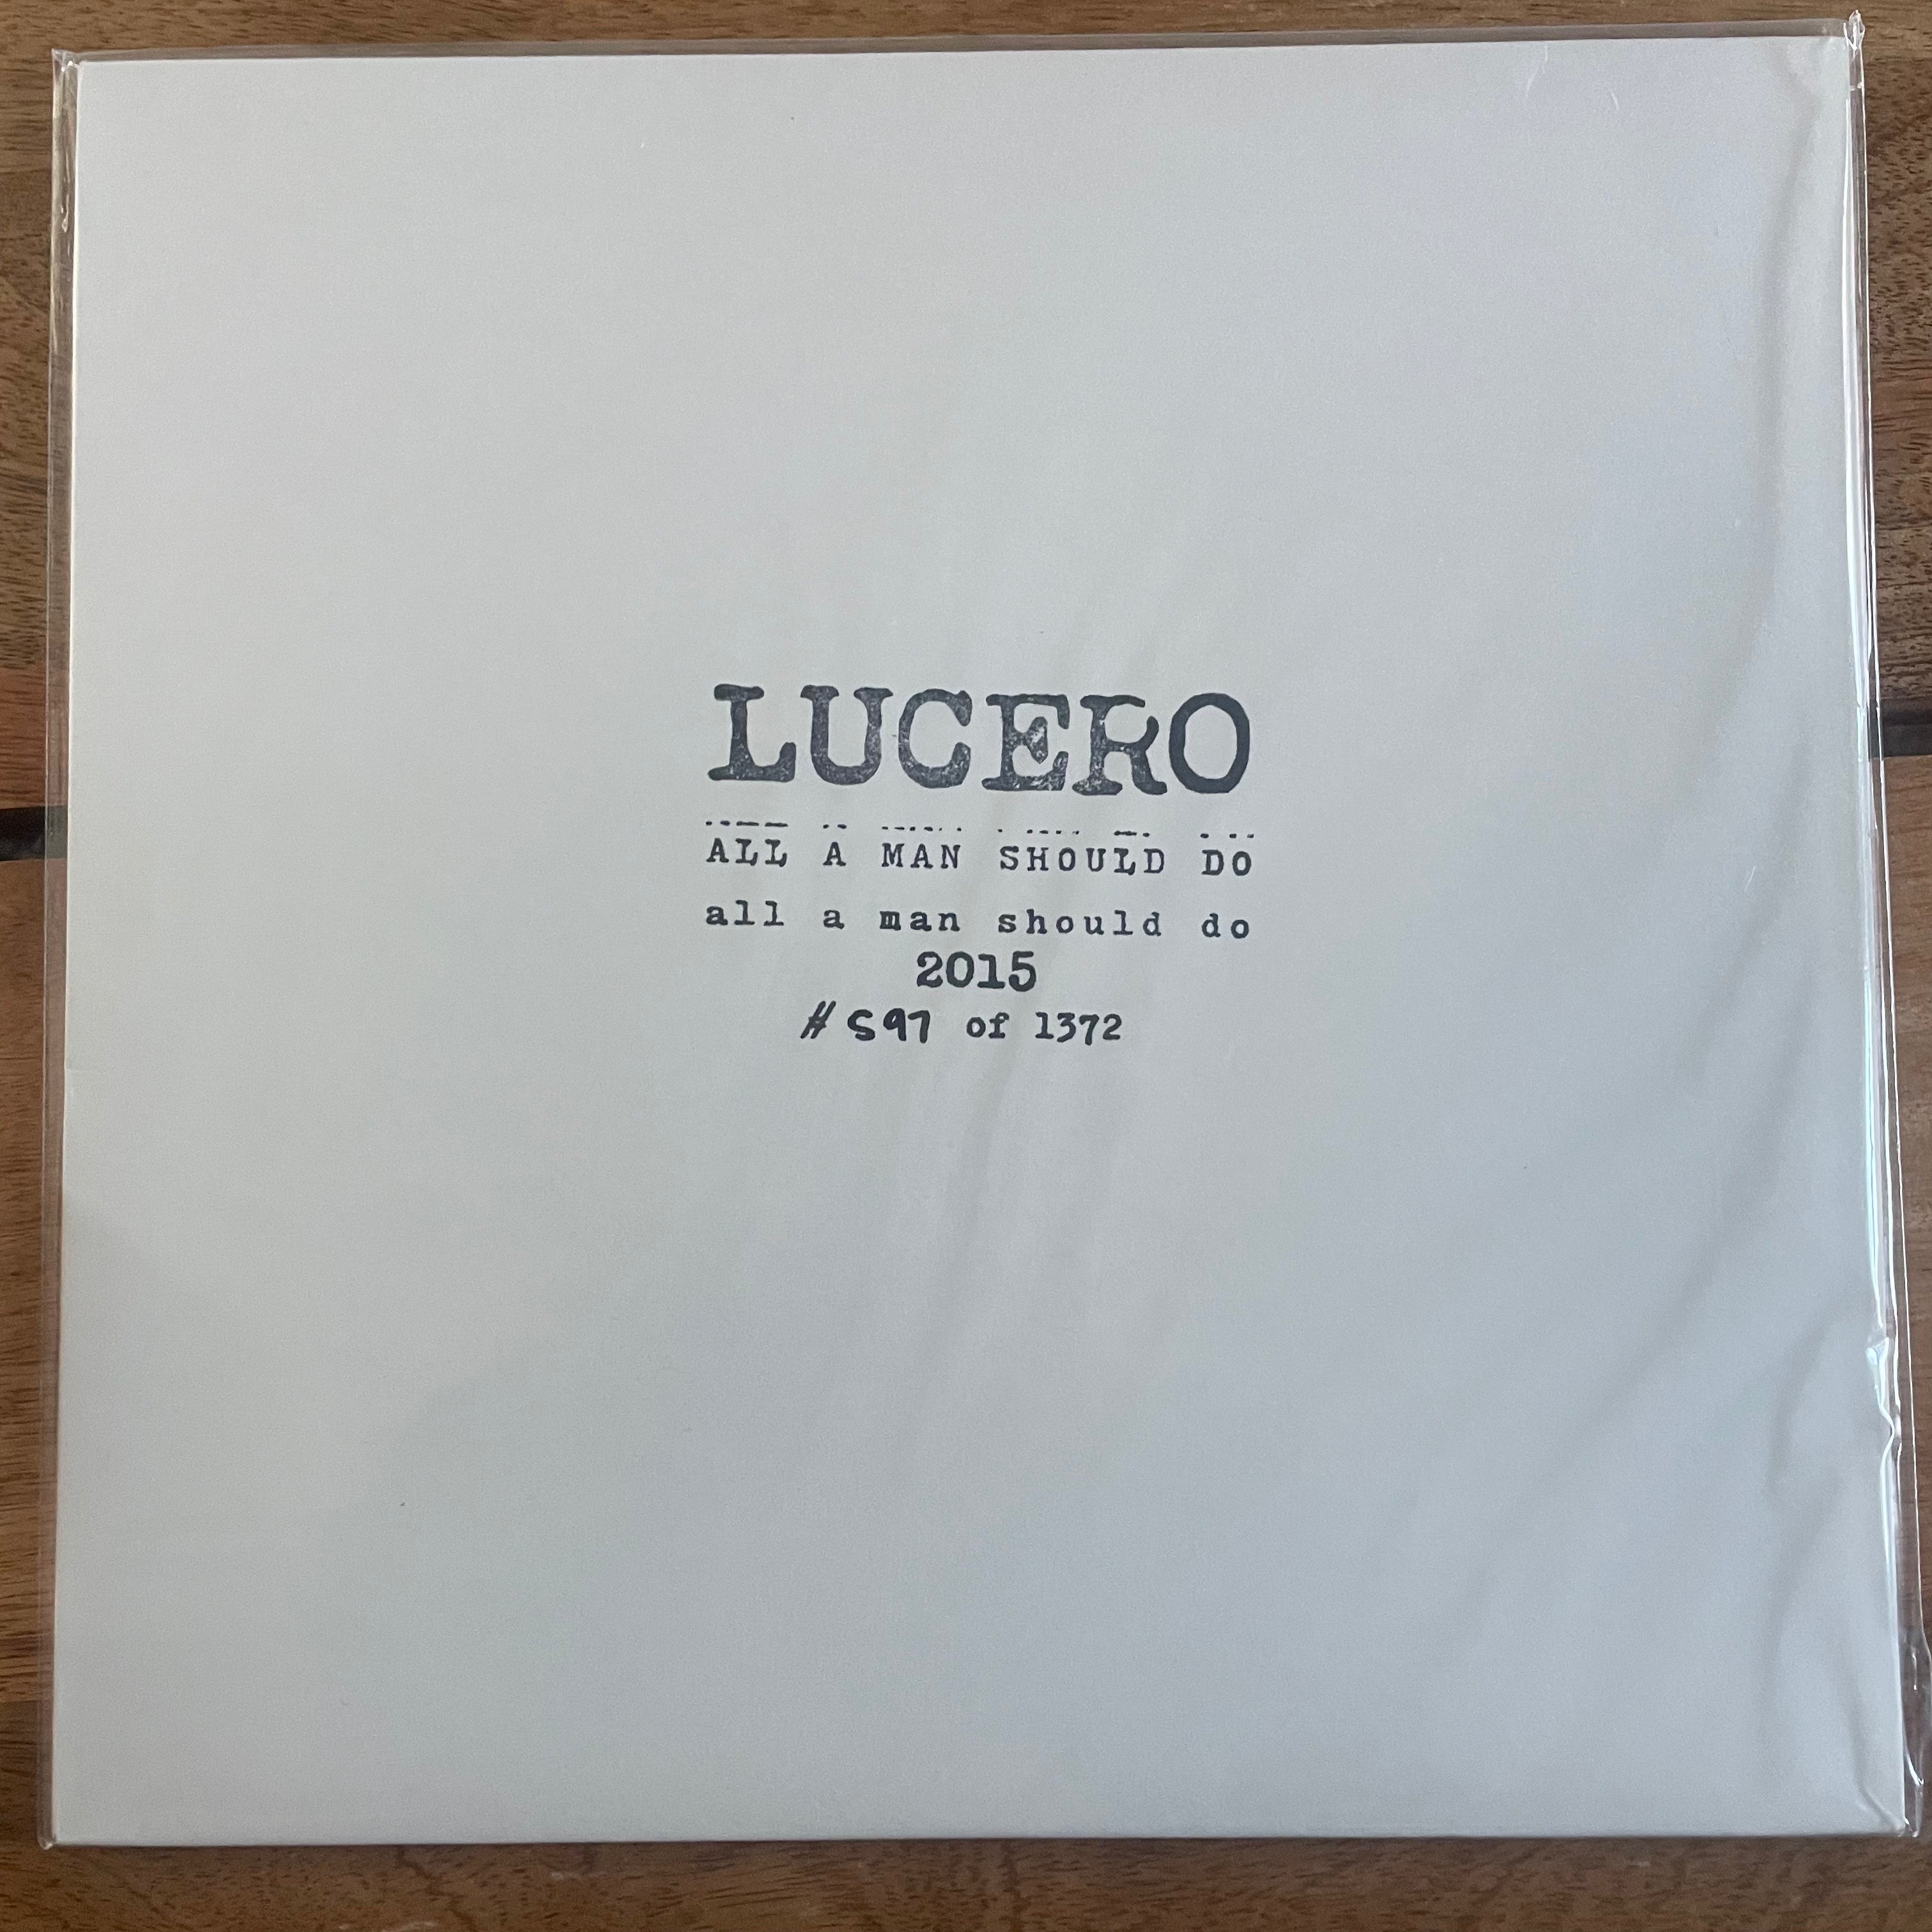 LUCERO
ALL A MAN SHOULD DO
all a man should do
2015
# 597 of 1372